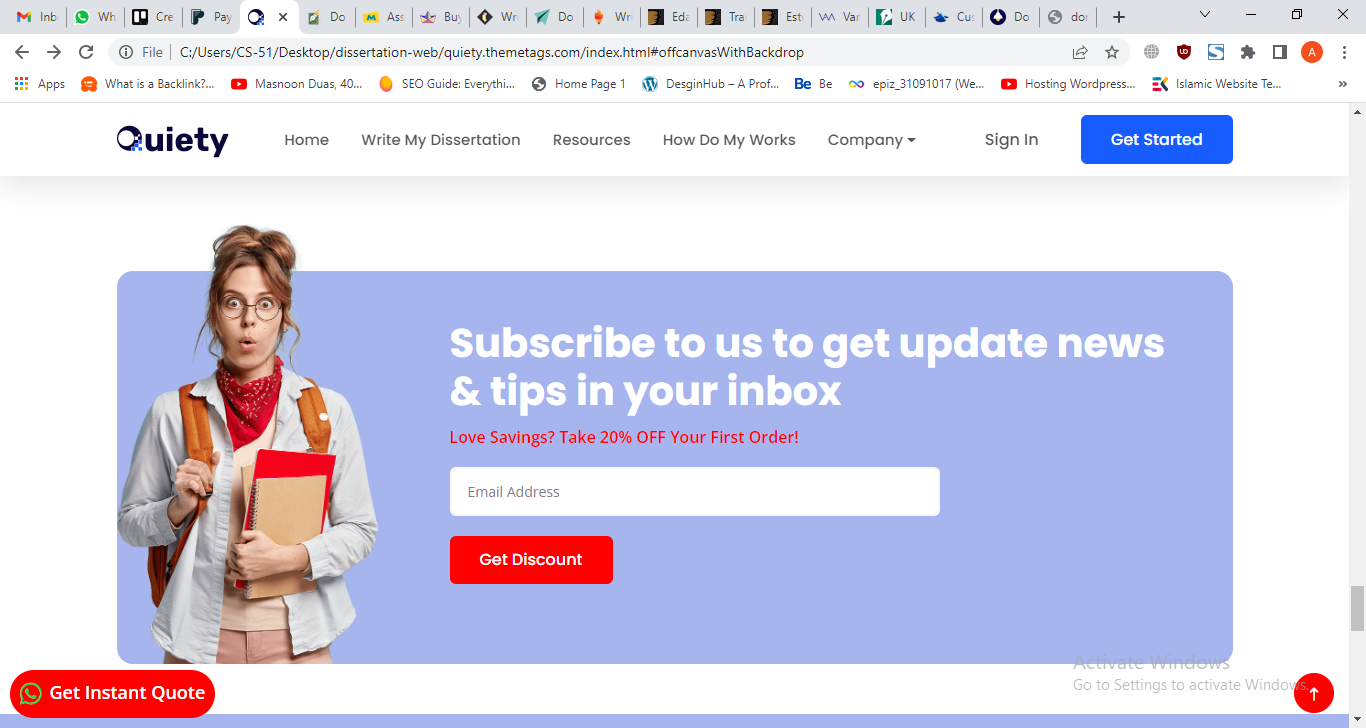 Inb
Wh
Cre
Pay
Do
Ass
Buy
Wri
Do
Wri
Eda
Tra
Est
Var
UK
Cus
Do
dor
File
C:/Users/CS-51/Desktop/dissertation-web/quiety.themetags.com/index.html#offcanvasWithBackdrop
A
Apps
What is a Backlink?...
Masnoon Duas, 40...
SEO Guide: Everythi...
Home Page 1
DesginHub – A Prof...
Be Be
epiz_31091017 (We...
Hosting Wordpress...
Islamic Website Te...
»
Quiety
Home
Write My Dissertation
Resources
How Do My Works
Company
Sign In
Get Started
Subscribe to us to get update news
& tips in your inbox
Love Savings? Take 20% OFF Your First Order!
Email Address
Get Discount
Activate Windows
Go to Settings to activate Windows.
Get Instant Quote